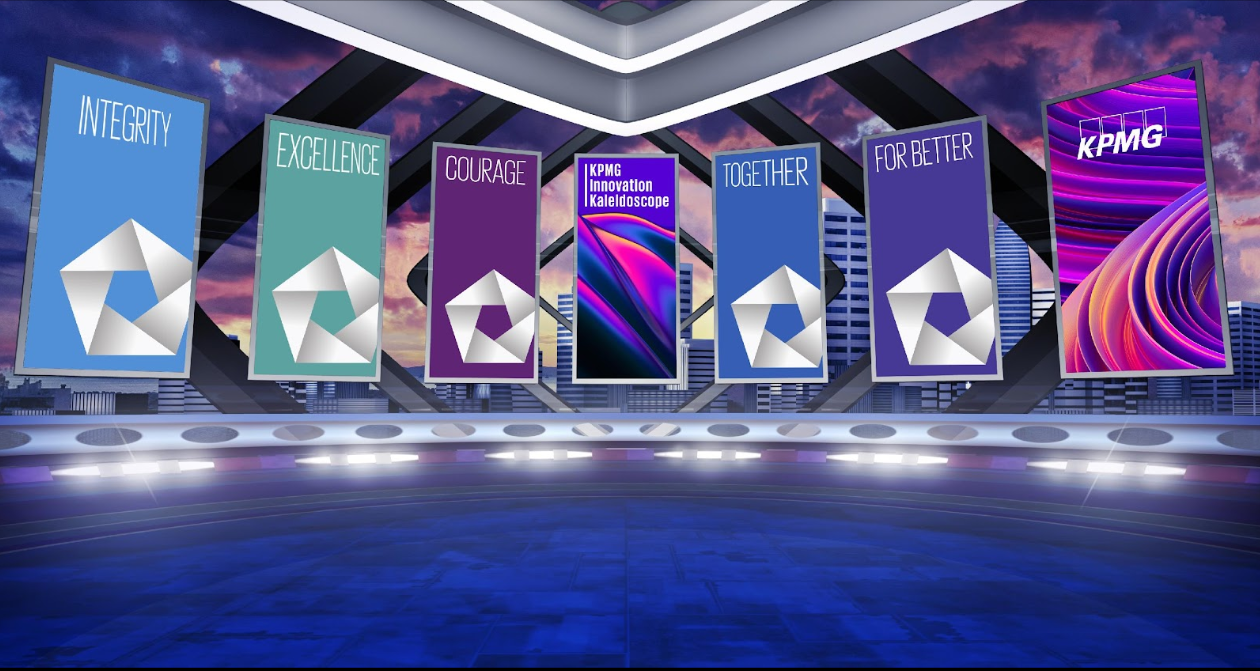 INTEGRITY
EXCELLENCE
COURAGE
KPMG
Innovation
Kaleidoscope
TOGETHER
FOR BETTER
KPMG